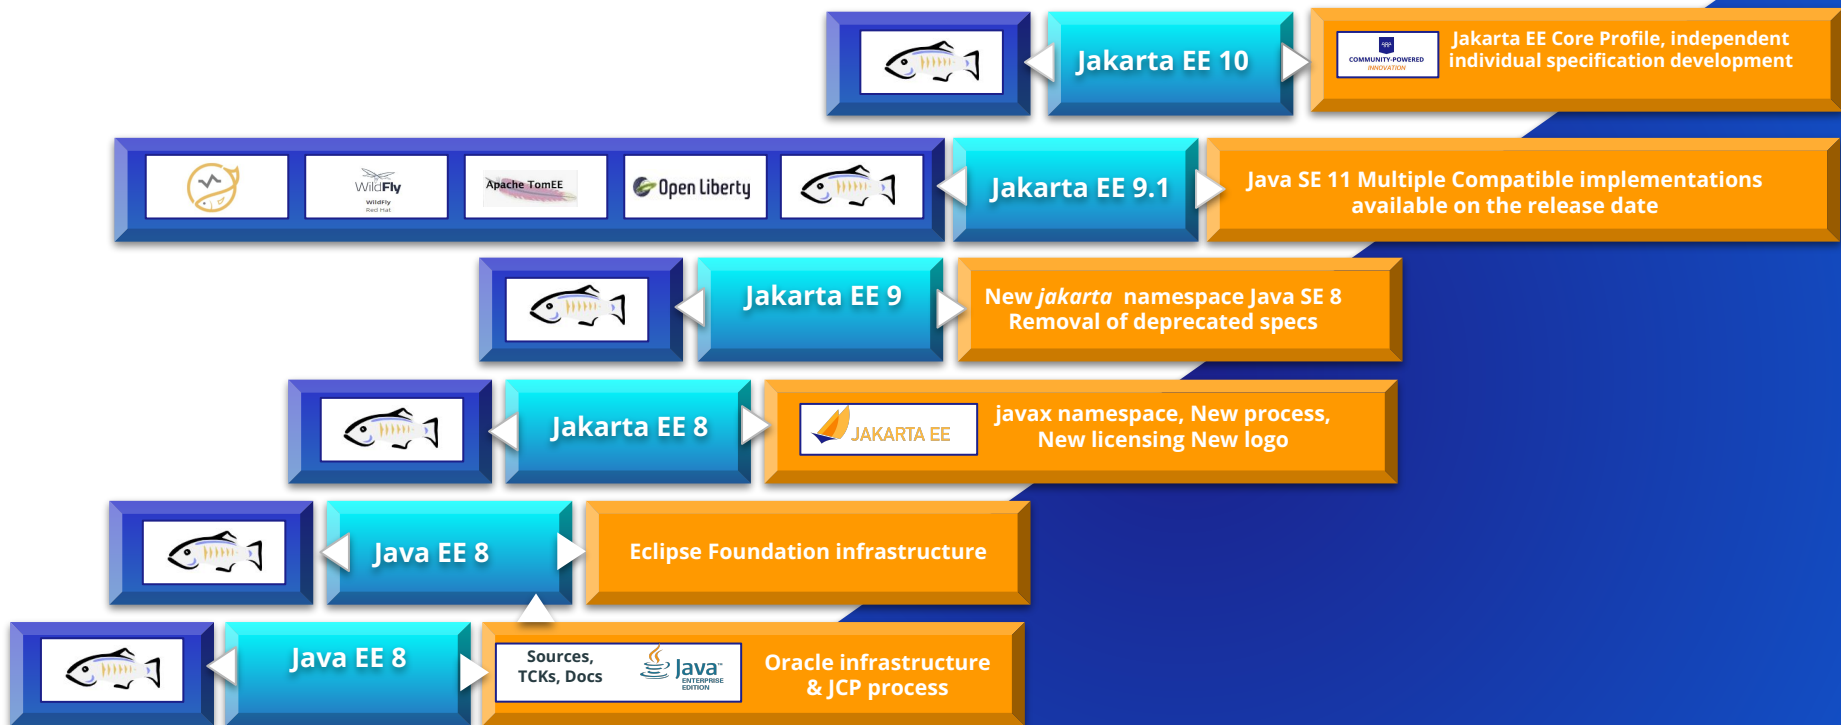 Jakarta EE 10
COMMUNITY-POWERED
INNOVATION
Jakarta EE Core Profile, independent
individual specification development
WildFly
WildFly
Red Hat
Apache TomEE
Open Liberty
Jakarta EE 9.1
Java SE 11 Multiple Compatible implementations
available on the release date
Jakarta EE 9
New jakarta namespace Java SE 8
Removal of deprecated specs
Jakarta EE 8
JAKARTA EE
javax namespace, New process,
New licensing New logo
Java EE 8
Eclipse Foundation infrastructure
Java EE 8
Sources,
TCKs, Docs
Java™
ENTERPRISE
EDITION
Oracle infrastructure
& JCP process